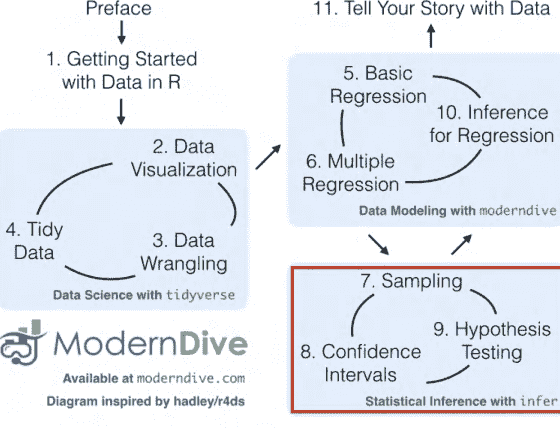 Preface
1. Getting Started
with Data in R
2. Data
Visualization
4. Tidy
Data
3. Data
Wrangling
Data Science with tidyverse
ModernDive
Available at moderndive.com
Diagram inspired by hadley/r4ds
11. Tell Your Story with Data
5. Basic
Regression
10. Inference
for Regression
6. Multiple
Regression
Data Modeling with moderndive
7. Sampling
9. Hypothesis
Testing
8. Confidence
Intervals
Statistical Inference with infer